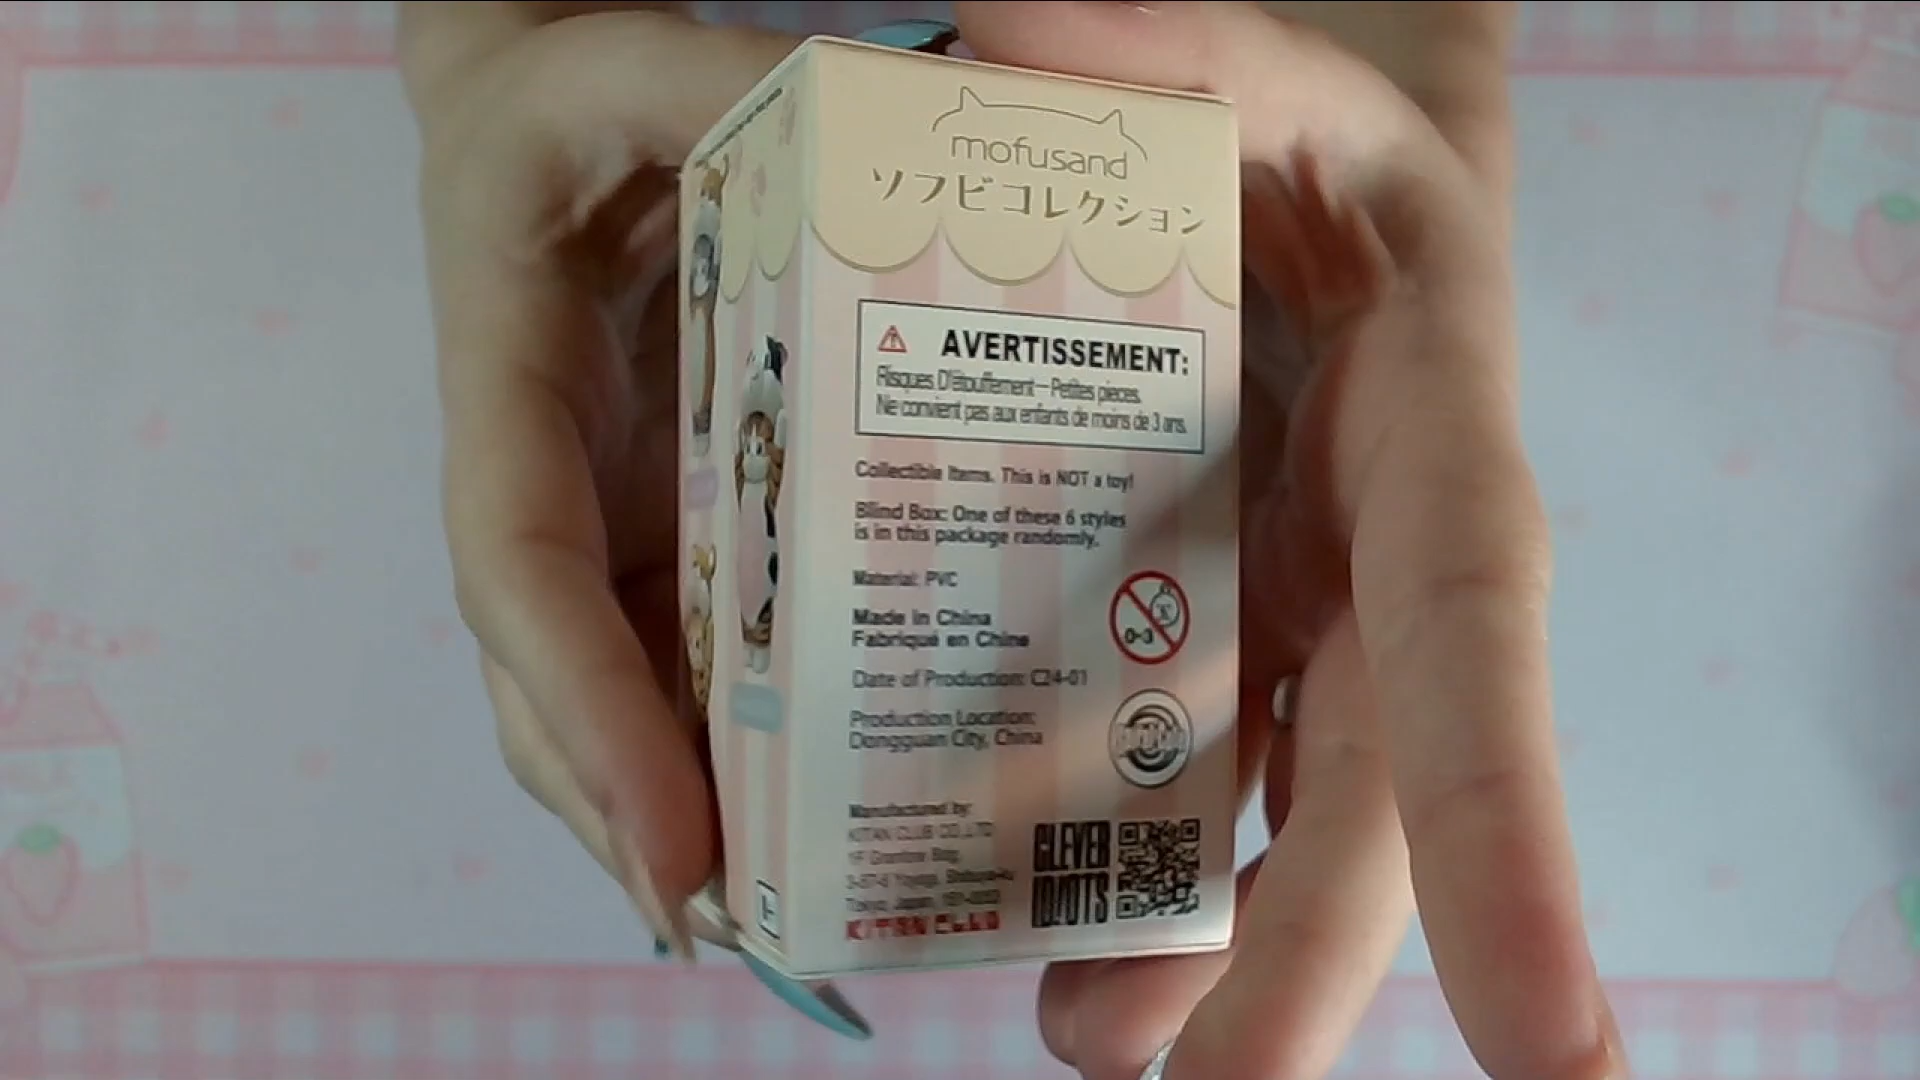 mofusand
ソフビコレクション
AVERTISSEMENT:
Risques D'étouffement—Petites pieces.
Ne convient pas aux enfants de moins de 3 ans.
Collectible Items. This is NOT a toy!
Blind Box: One of these 6 styles
is in this package randomly.
Material: PVC
Made in China
Fabriqué en Chine
0-3
Date of Production: C24-01
Production Location:
Dongguan City, China
Manufactured by:
KITAN CLUB CO.,LTD
Tokyo, Japan,
KITAN CLUB
CLEVER
IDIOTS